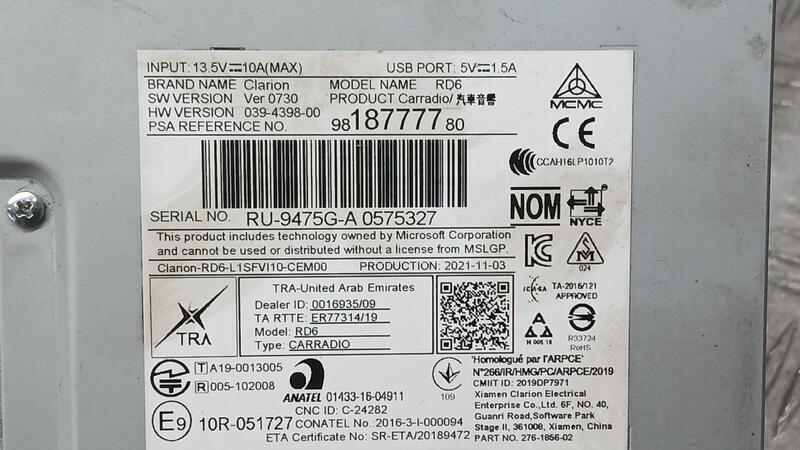 INPUT: 13.5V⎓10A(MAX) USB PORT: 5V⎓1.5A
BRAND NAME Clarion MODEL NAME RD6
SW VERSION Ver 0730 PRODUCT Carradio/汽車音響
HW VERSION 039-4398-00
PSA REFERENCE NO. 9818777780
MCMC
CE
CCAH16LP1010T2
SERIAL NO. RU-9475G-A 0575327
NOM NYCE
This product includes technology owned by Microsoft Corporation
and cannot be used or distributed without a license from MSLGP.
024
Clarion-RD6-L1SFVI10-CEM00 PRODUCTION: 2021-11-03
TRA
TRA-United Arab Emirates
Dealer ID: 0016935/09
TA RTTE: ER77314/19
Model: RD6
Type: CARRADIO
ICASA TA-2016/121
APPROVED
H 005 18
R33724
RoHS
T A19-0013005
R 005-102008
ANATEL 01433-16-04911
109
'Homologué par l'ARPCE'
N°266/IR/HMG/PC/ARPCE/2019
CMIIT ID: 2019DP7971
Xiamen Clarion Electrical
Enterprise Co.,Ltd. 6F, NO. 40,
Guanri Road,Software Park
Stage II, 361008, Xiamen, China
PART NO. 276-1856-02
E9 10R-051727
CNC ID: C-24282
CONATEL No.:2016-3-I-000094
ETA Certificate No: SR-ETA/20189472